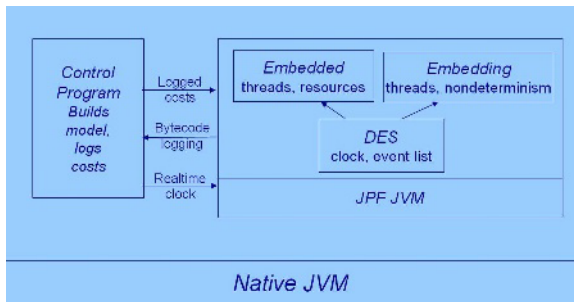 Control
Program
Builds
model,
logs
costs
Logged
costs
Bytecode
logging
Realtime
clock
Embedded
threads, resources
Embedding
threads, nondeterminism
DES
clock, event list
JPF JVM
Native JVM